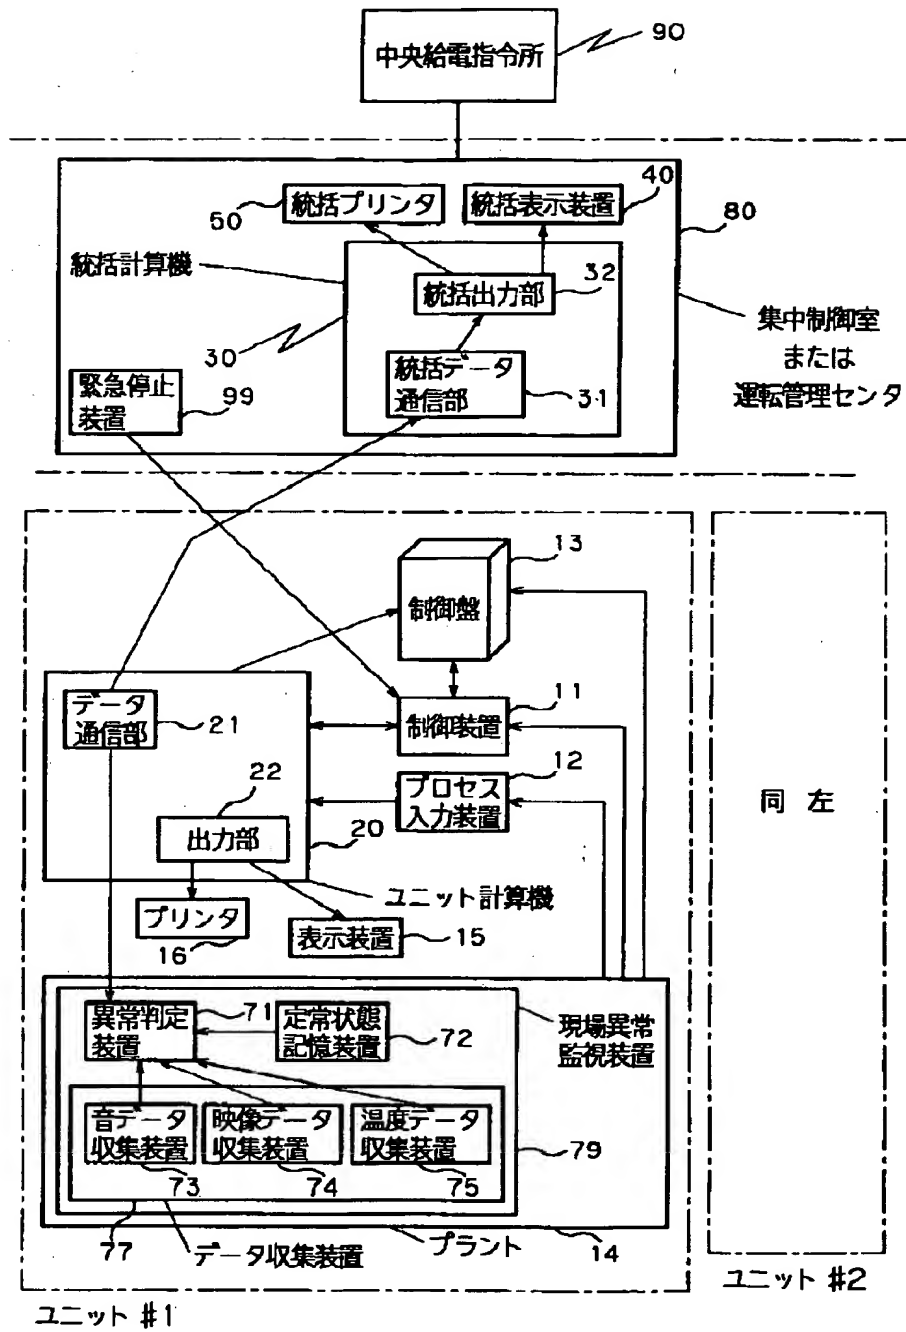 中央給電指令所
90
統括プリンタ
50
統括表示装置
40
80
統括計算機
統括出力部
32
30
統括データ
通信部
31
集中制御室
または
運転管理センタ
緊急停止
装置
99
制御盤
13
データ
通信部
21
制御装置
11
22
出力部
20
プロセス
入力装置
12
同 左
ユニット計算機
プリンタ
16
表示装置
15
異常判定
装置
71
定常状態
記憶装置
72
現場異常
監視装置
音データ
収集装置
73
映像データ
収集装置
74
温度データ
収集装置
75
79
77
データ収集装置
プラント
14
ユニット #1
ユニット #2